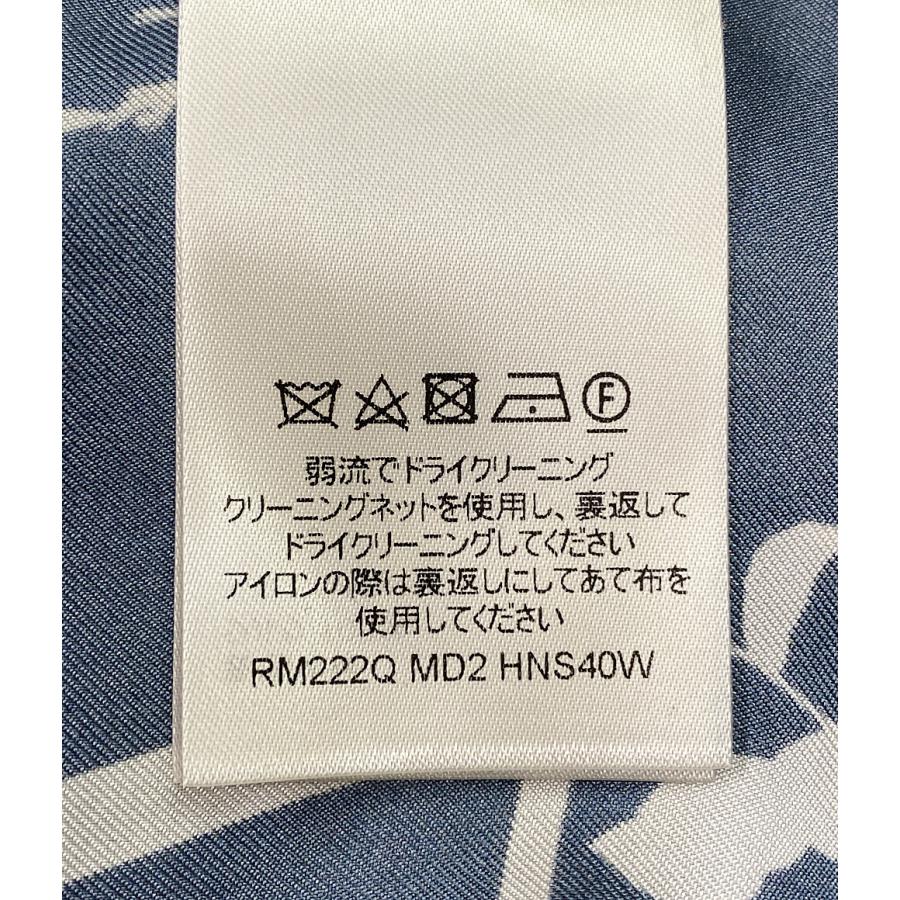 F
弱流でドライクリーニング
クリーニングネットを使用し、裏返して
ドライクリーニングしてください
アイロンの際は裏返しにしてあて布を
使用してください
RM222Q MD2 HNS40W